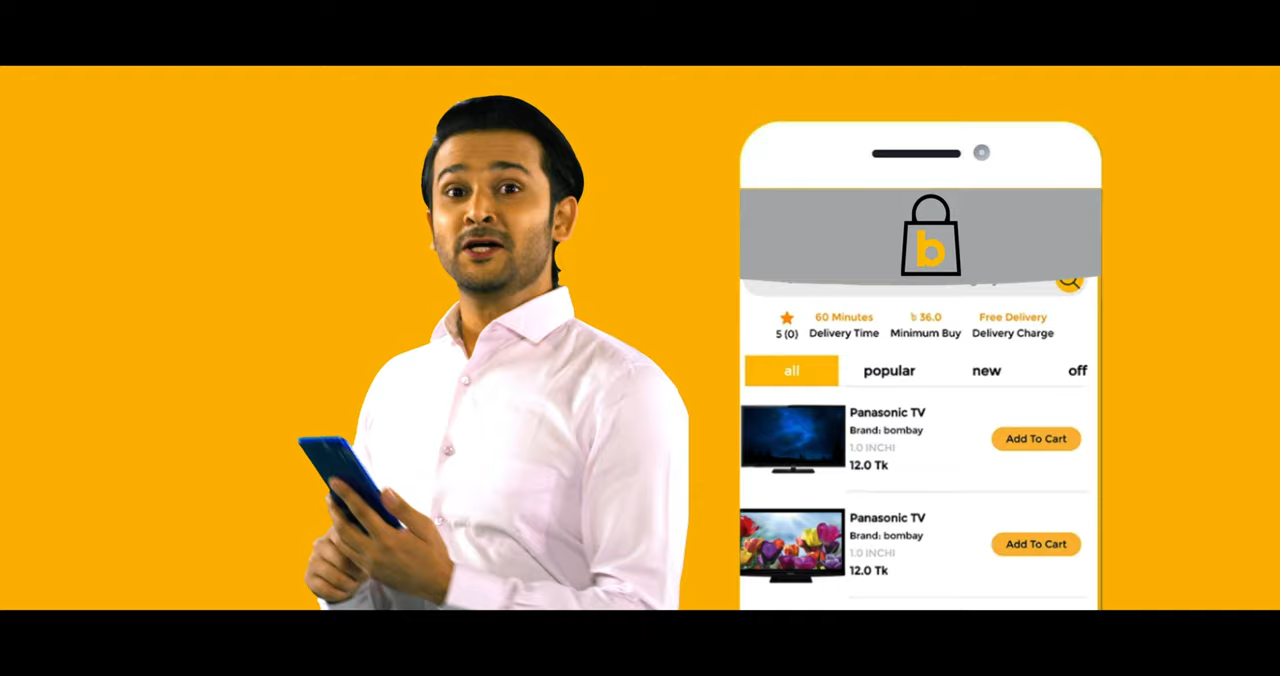 b
5 (0)
60 Minutes
Delivery Time
৳ 36.0
Minimum Buy
Free Delivery
Delivery Charge
all popular new off
Panasonic TV
Brand: bombay
1.0 INCHI
12.0 Tk
Add To Cart
Panasonic TV
Brand: bombay
1.0 INCHI
12.0 Tk
Add To Cart